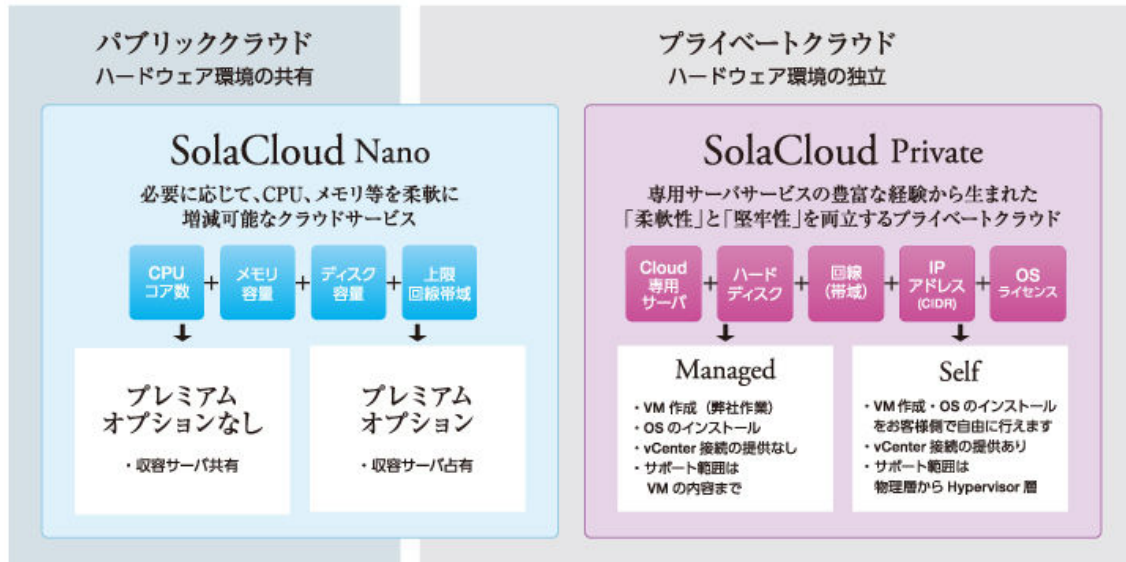 パブリッククラウド
ハードウェア環境の共有
プライベートクラウド
ハードウェア環境の独立
SolaCloud Nano
必要に応じて、CPU、メモリ等を柔軟に
増減可能なクラウドサービス
CPU
コア数
+
メモリ
容量
+
ディスク
容量
+
上限
回線帯域
プレミアム
オプションなし
・収容サーバ共有
プレミアム
オプション
・収容サーバ占有
SolaCloud Private
専用サーバサービスの豊富な経験から生まれた
「柔軟性」と「堅牢性」を両立するプライベートクラウド
Cloud
専用
サーバ
+
ハード
ディスク
+
回線
(帯域)
+
IP
アドレス
(CIDR)
+
OS
ライセンス
Managed
・VM 作成（弊社作業）
・OS のインストール
・vCenter 接続の提供なし
・サポート範囲は
VM の内容まで
Self
・VM 作成・OS のインストール
をお客様側で自由に行えます
・vCenter 接続の提供あり
・サポート範囲は
物理層から Hypervisor 層